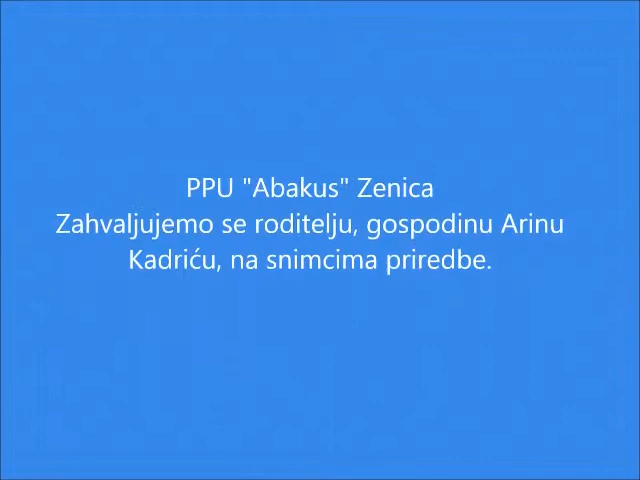 PPU "Abakus" Zenica
Zahvaljujemo se roditelju, gospodinu Arinu
Kadriću, na snimcima priredbe.